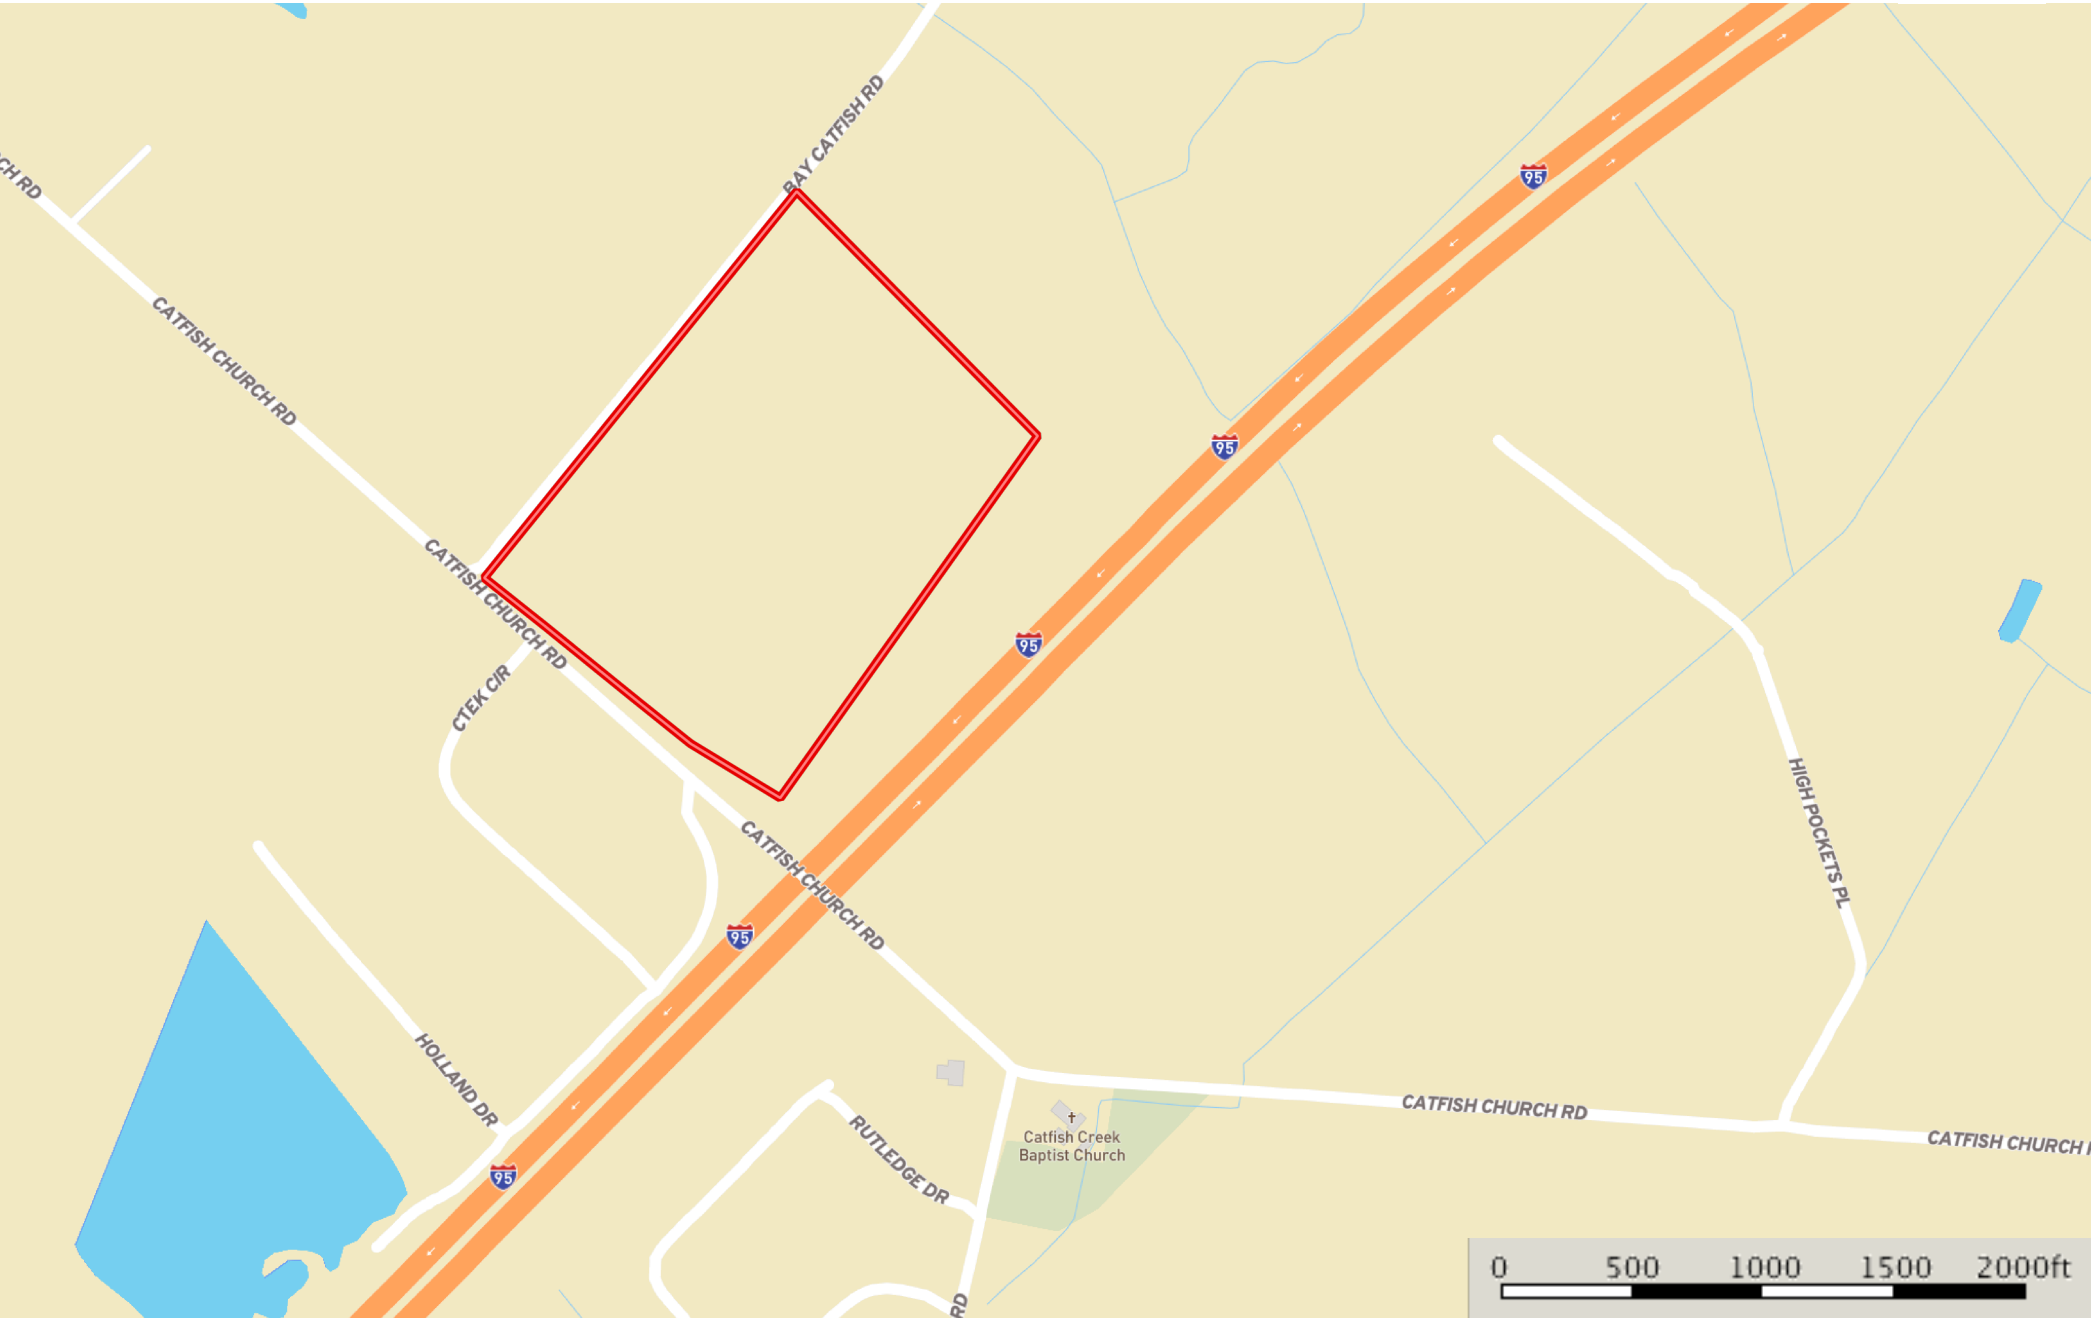 BAY CATFISH RD
CH RD
95
CATFISH CHURCH RD
95
CATFISH CHURCH RD
95
CTEK CIR
HIGH POCKETS PL
CATFISH CHURCH RD
95
HOLLAND DR
CATFISH CHURCH RD
CATFISH CHURCH
RUTLEDGE DR
Catfish Creek
Baptist Church
95
RD
0 500 1000 1500 2000ft